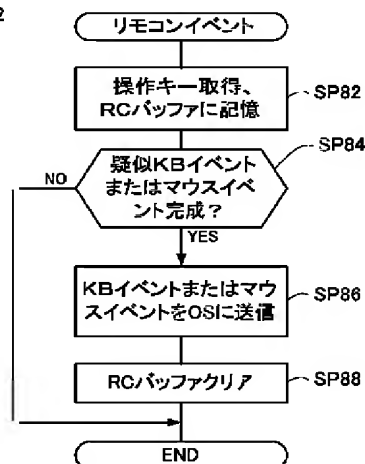 2
リモコンイベント
操作キー取得、
RCバッファに記憶
SP82
SP84
疑似KBイベント
またはマウスイベ
ント完成？
NO
YES
KBイベントまたはマウ
スイベントをOSに送信
SP86
RCバッファクリア
SP88
END